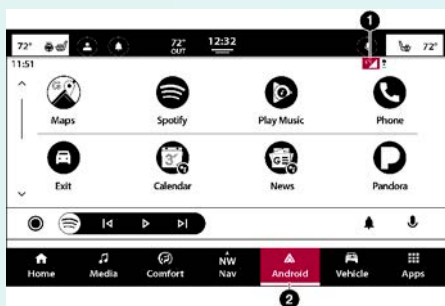 1
72° 72° OUT 12:32 72°
11:51
Maps Spotify Play Music Phone
Exit Calendar News Pandora
NW
Home Media Comfort Nav Android Vehicle Apps
2